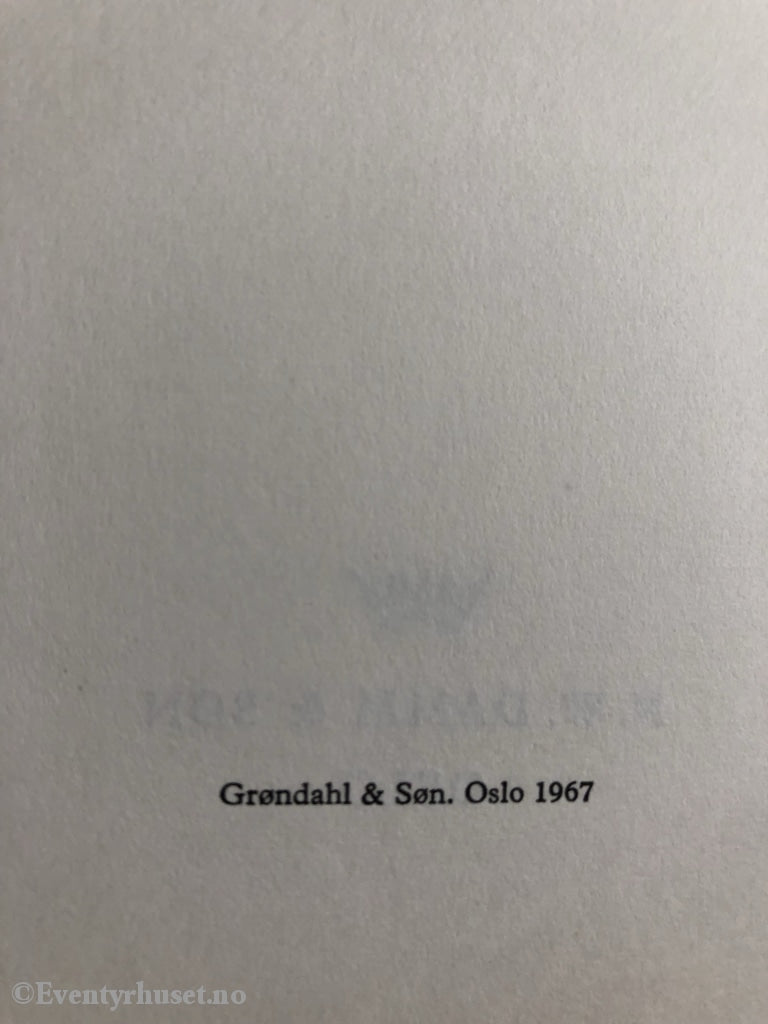 Grøndahl & Søn. Oslo 1967
©Eventyrhuset.no